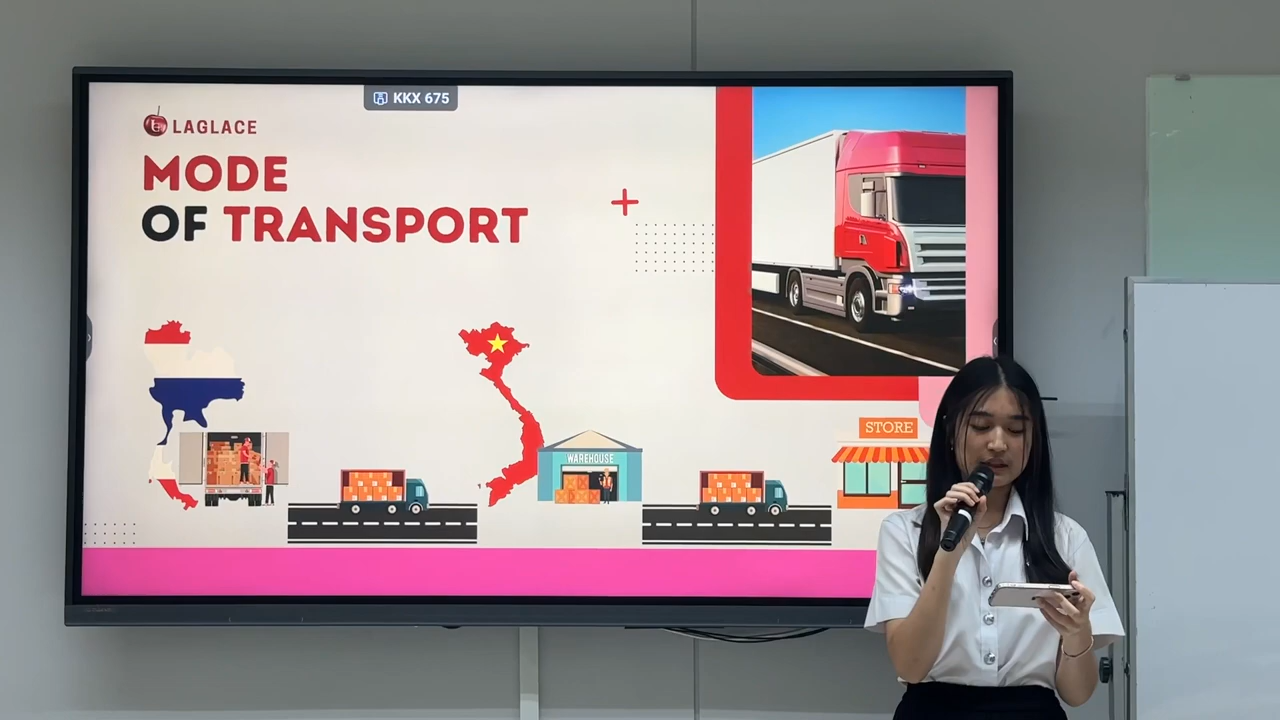 KKX 675
LAGLACE
MODE
OF TRANSPORT
WAREHOUSE
STORE